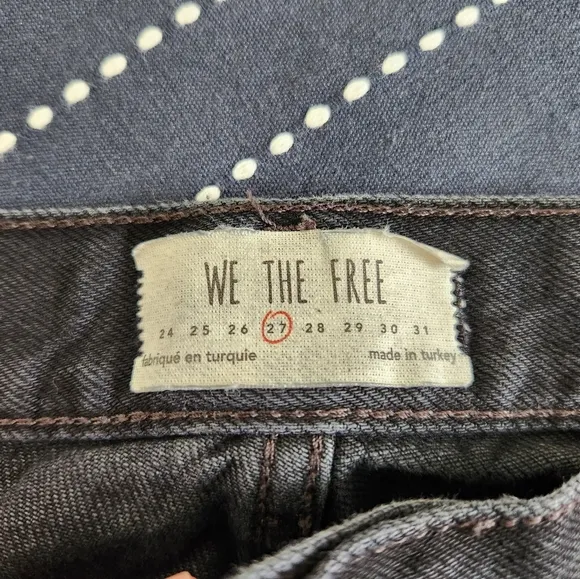 WE THE FREE
24 25 26 27 28 29 30 31
fabriqué en turquie made in turkey